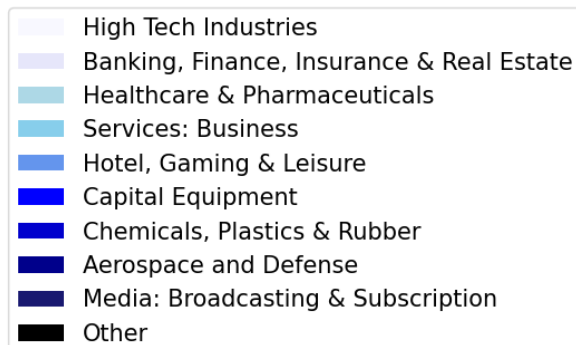 High Tech Industries
Banking, Finance, Insurance & Real Estate
Healthcare & Pharmaceuticals
Services: Business
Hotel, Gaming & Leisure
Capital Equipment
Chemicals, Plastics & Rubber
Aerospace and Defense
Media: Broadcasting & Subscription
Other